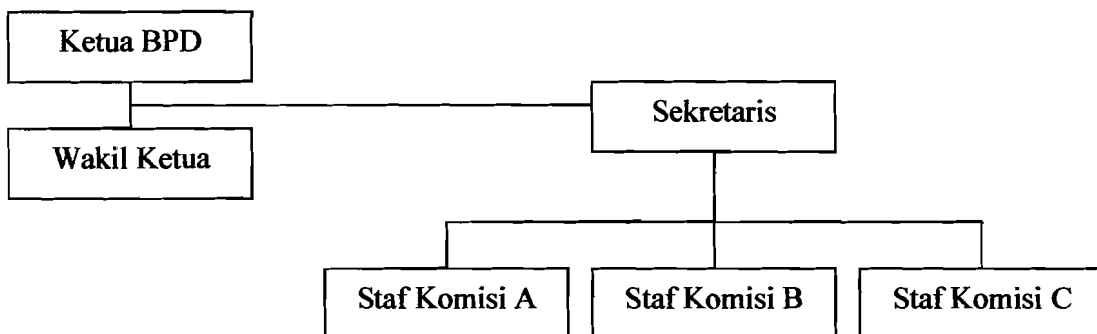 Ketua BPD
Sekretaris
Wakil Ketua
Staf Komisi A
Staf Komisi B
Staf Komisi C